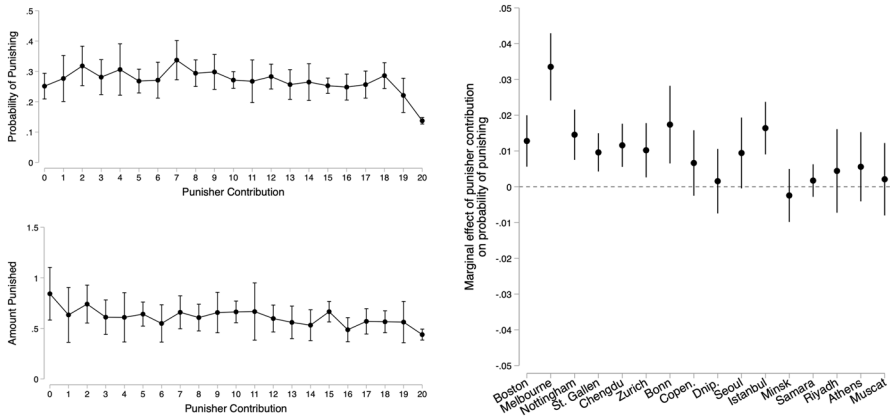 .5
.4
.3
.2
.1
0
Probability of Punishing
0 1 2 3 4 5 6 7 8 9 10 11 12 13 14 15 16 17 18 19 20
Punisher Contribution
1.5
1
.5
0
Amount Punished
0 1 2 3 4 5 6 7 8 9 10 11 12 13 14 15 16 17 18 19 20
Punisher Contribution
.05
.04
.03
.02
.01
0
-.01
-.02
-.03
-.04
-.05
Marginal effect of punisher contribution
on probability of punishing
Boston
Melbourne
Nottingham
St. Gallen
Chengdu
Zurich
Bonn
Copen.
Dnip.
Seoul
Istanbul
Minsk
Samara
Riyadh
Athens
Muscat